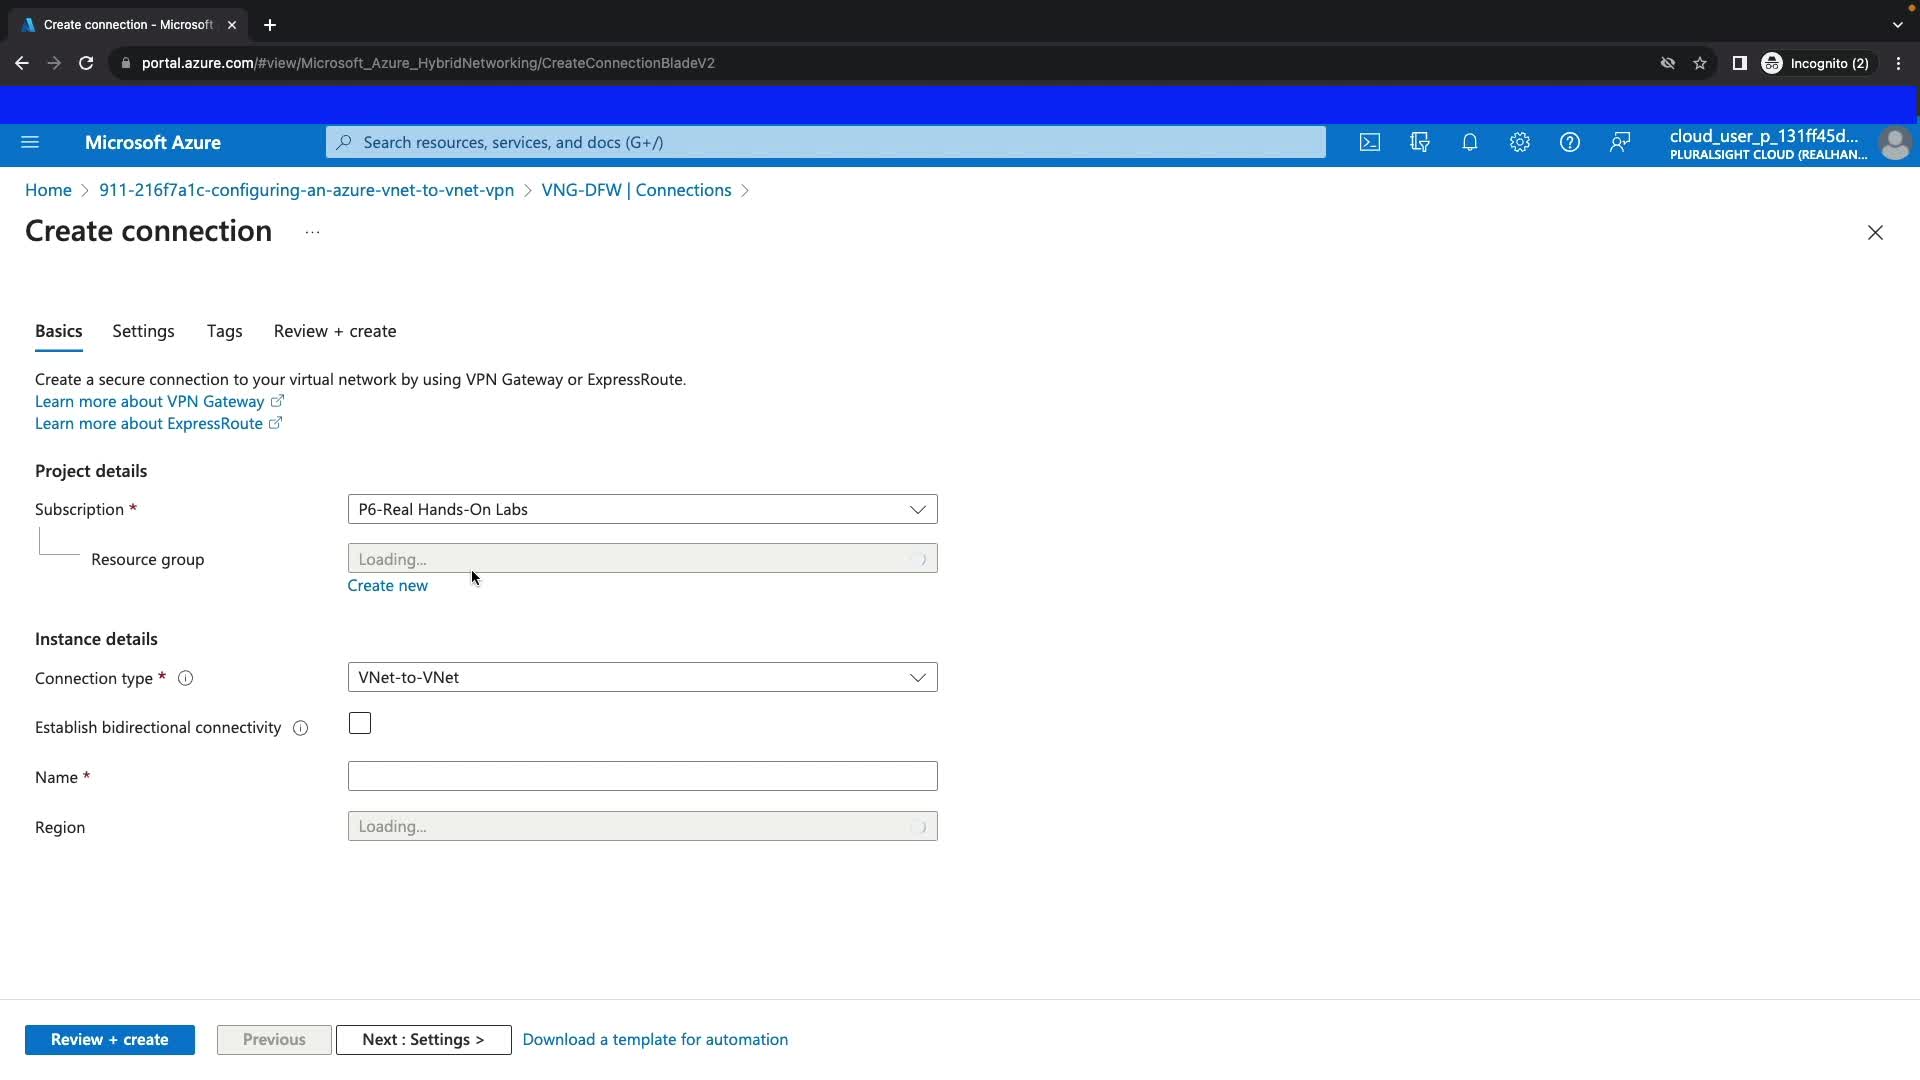 Create connection - Microsoft
portal.azure.com/#view/Microsoft_Azure_HybridNetworking/CreateConnectionBladeV2
Incognito (2)
Microsoft Azure
Search resources, services, and docs (G+/)
cloud_user_p_131ff45d...
PLURALSIGHT CLOUD (REALHAN...
Home > 911-216f7a1c-configuring-an-azure-vnet-to-vnet-vpn > VNG-DFW | Connections >
Create connection ...
Basics Settings Tags Review + create
Create a secure connection to your virtual network by using VPN Gateway or ExpressRoute.
Learn more about VPN Gateway
Learn more about ExpressRoute
Project details
Subscription * P6-Real Hands-On Labs
Resource group Loading...
Create new
Instance details
Connection type * VNet-to-VNet
Establish bidirectional connectivity
Name *
Region Loading...
Review + create Previous Next : Settings > Download a template for automation